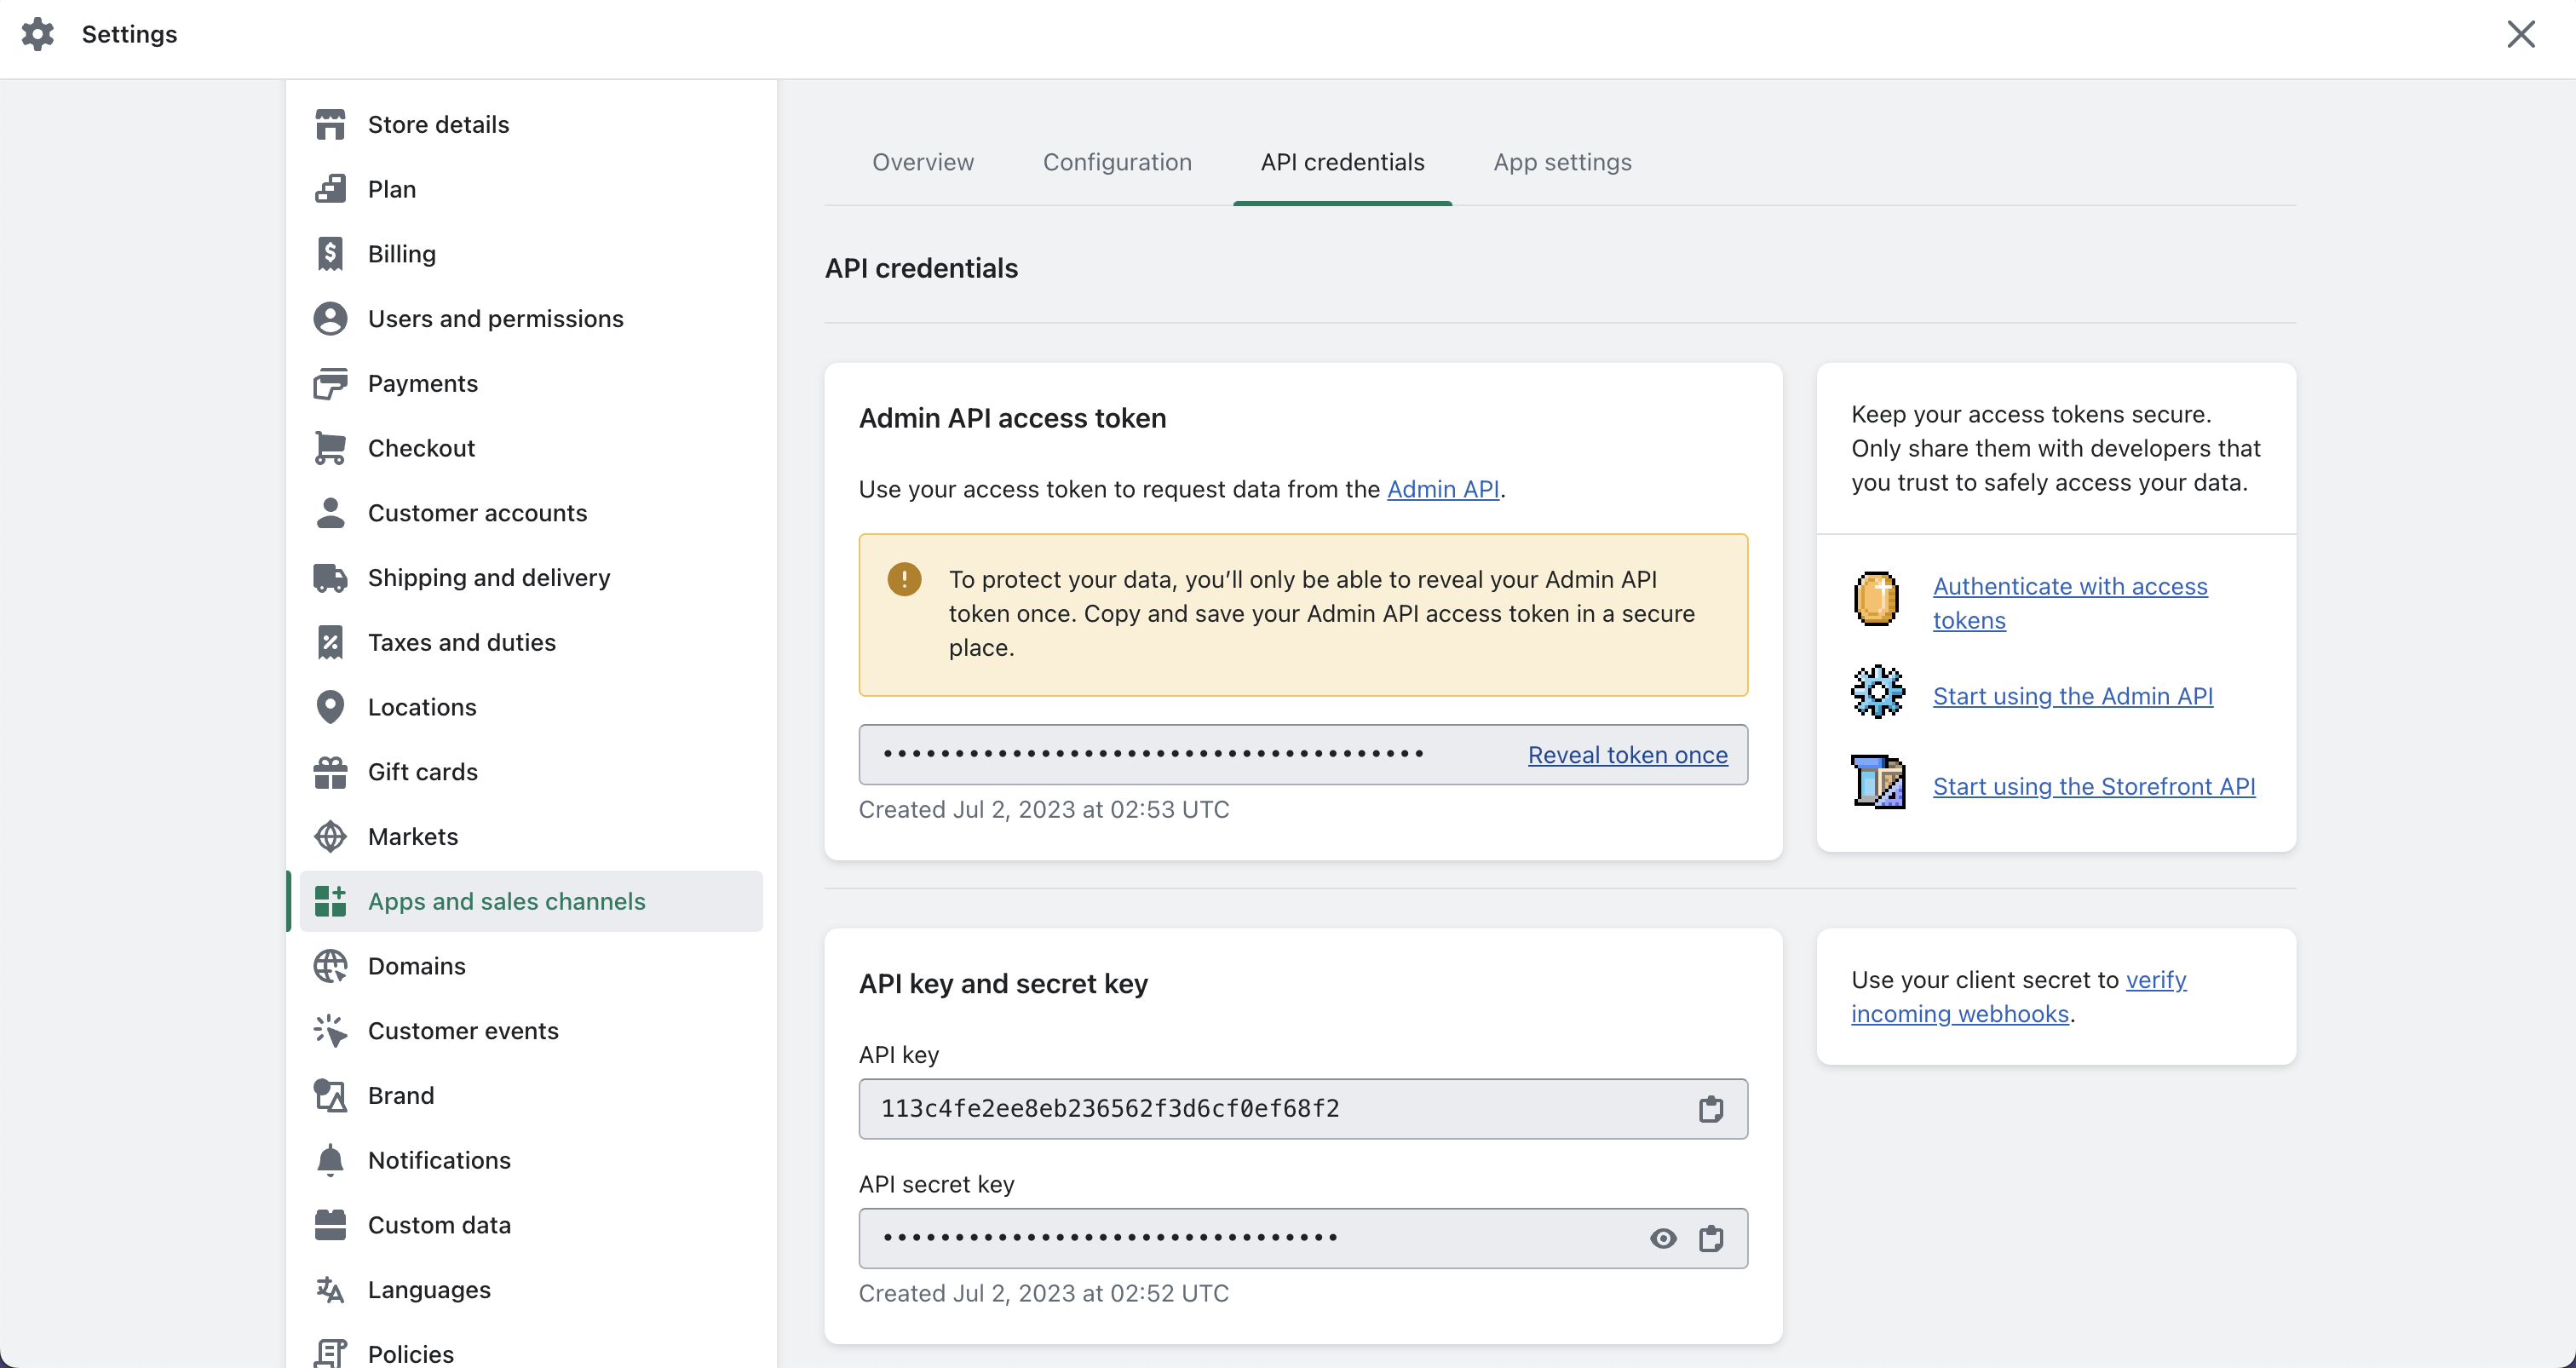 Settings
Store details
Plan
Billing
Users and permissions
Payments
Checkout
Customer accounts
Shipping and delivery
Taxes and duties
Locations
Gift cards
Markets
Apps and sales channels
Domains
Customer events
Brand
Notifications
Custom data
Languages
Policies
Overview
Configuration
API credentials
App settings
API credentials
Admin API access token
Use your access token to request data from the Admin API.
To protect your data, you’ll only be able to reveal your Admin API
token once. Copy and save your Admin API access token in a secure
place.
••••••••••••••••••••••••••••••••••••••
Reveal token once
Created Jul 2, 2023 at 02:53 UTC
Keep your access tokens secure.
Only share them with developers that
you trust to safely access your data.
Authenticate with access
tokens
Start using the Admin API
Start using the Storefront API
API key and secret key
API key
113c4fe2ee8eb236562f3d6cf0ef68f2
API secret key
••••••••••••••••••••••••••••••••
Created Jul 2, 2023 at 02:52 UTC
Use your client secret to verify
incoming webhooks.